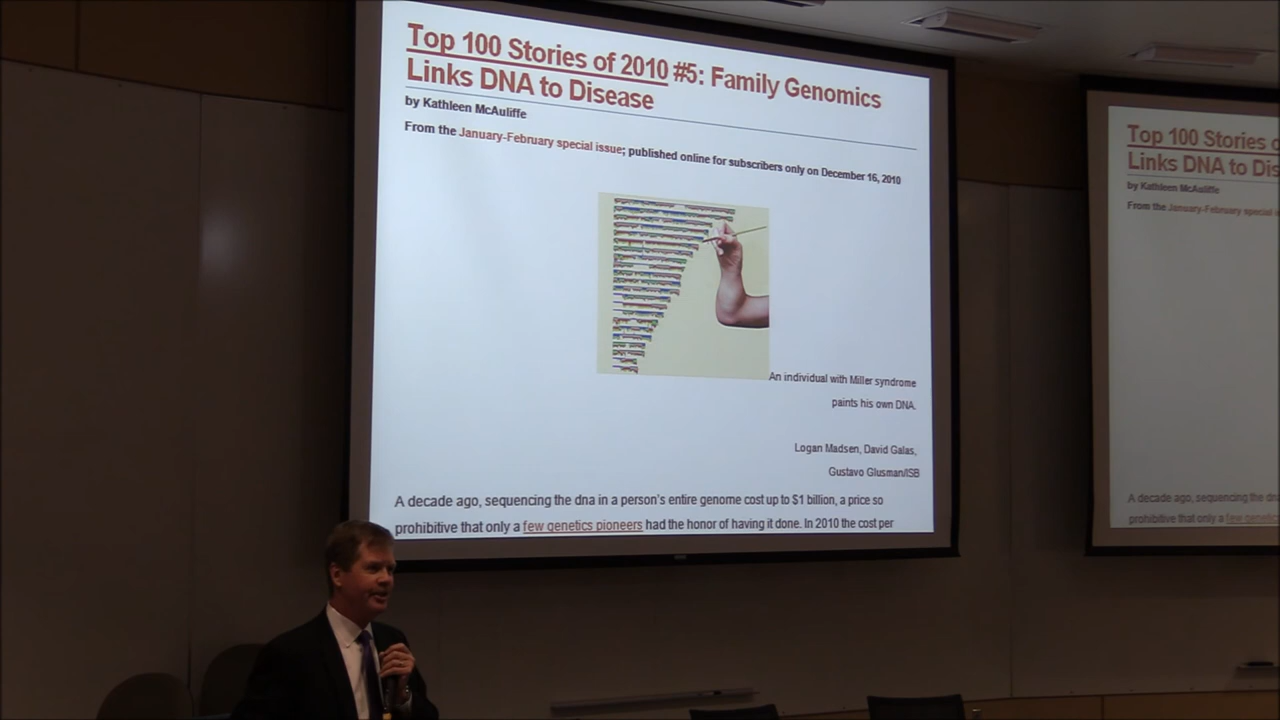 Top 100 Stories of 2010 #5: Family Genomics
Links DNA to Disease
by Kathleen McAuliffe
From the January-February special issue; published online for subscribers only on December 16, 2010
An individual with Miller syndrome
paints his own DNA.
Logan Madsen, David Galas,
Gustavo Glusman/ISB
A decade ago, sequencing the dna in a person's entire genome cost up to $1 billion, a price so
prohibitive that only a few genetics pioneers had the honor of having it done. In 2010 the cost per
Top 100 Stories o
Links DNA to Dis
by Kathleen McAuliffe
From the January-February special
A decade ago, sequencing the
prohibitive that only a few